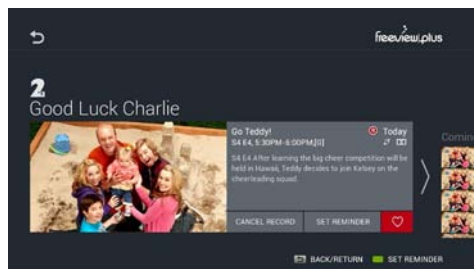 freeview.plus
2
Good Luck Charlie
Go Teddy!
Today
S4 E4, 5:30PM-6:00PM,[G]
S4 E4 After learning the big cheer competition will be
held in Hawaii, Teddy decides to join Kelsey on the
cheerleading squad.
CANCEL RECORD
SET REMINDER
Coming
BACK/RETURN
SET REMINDER